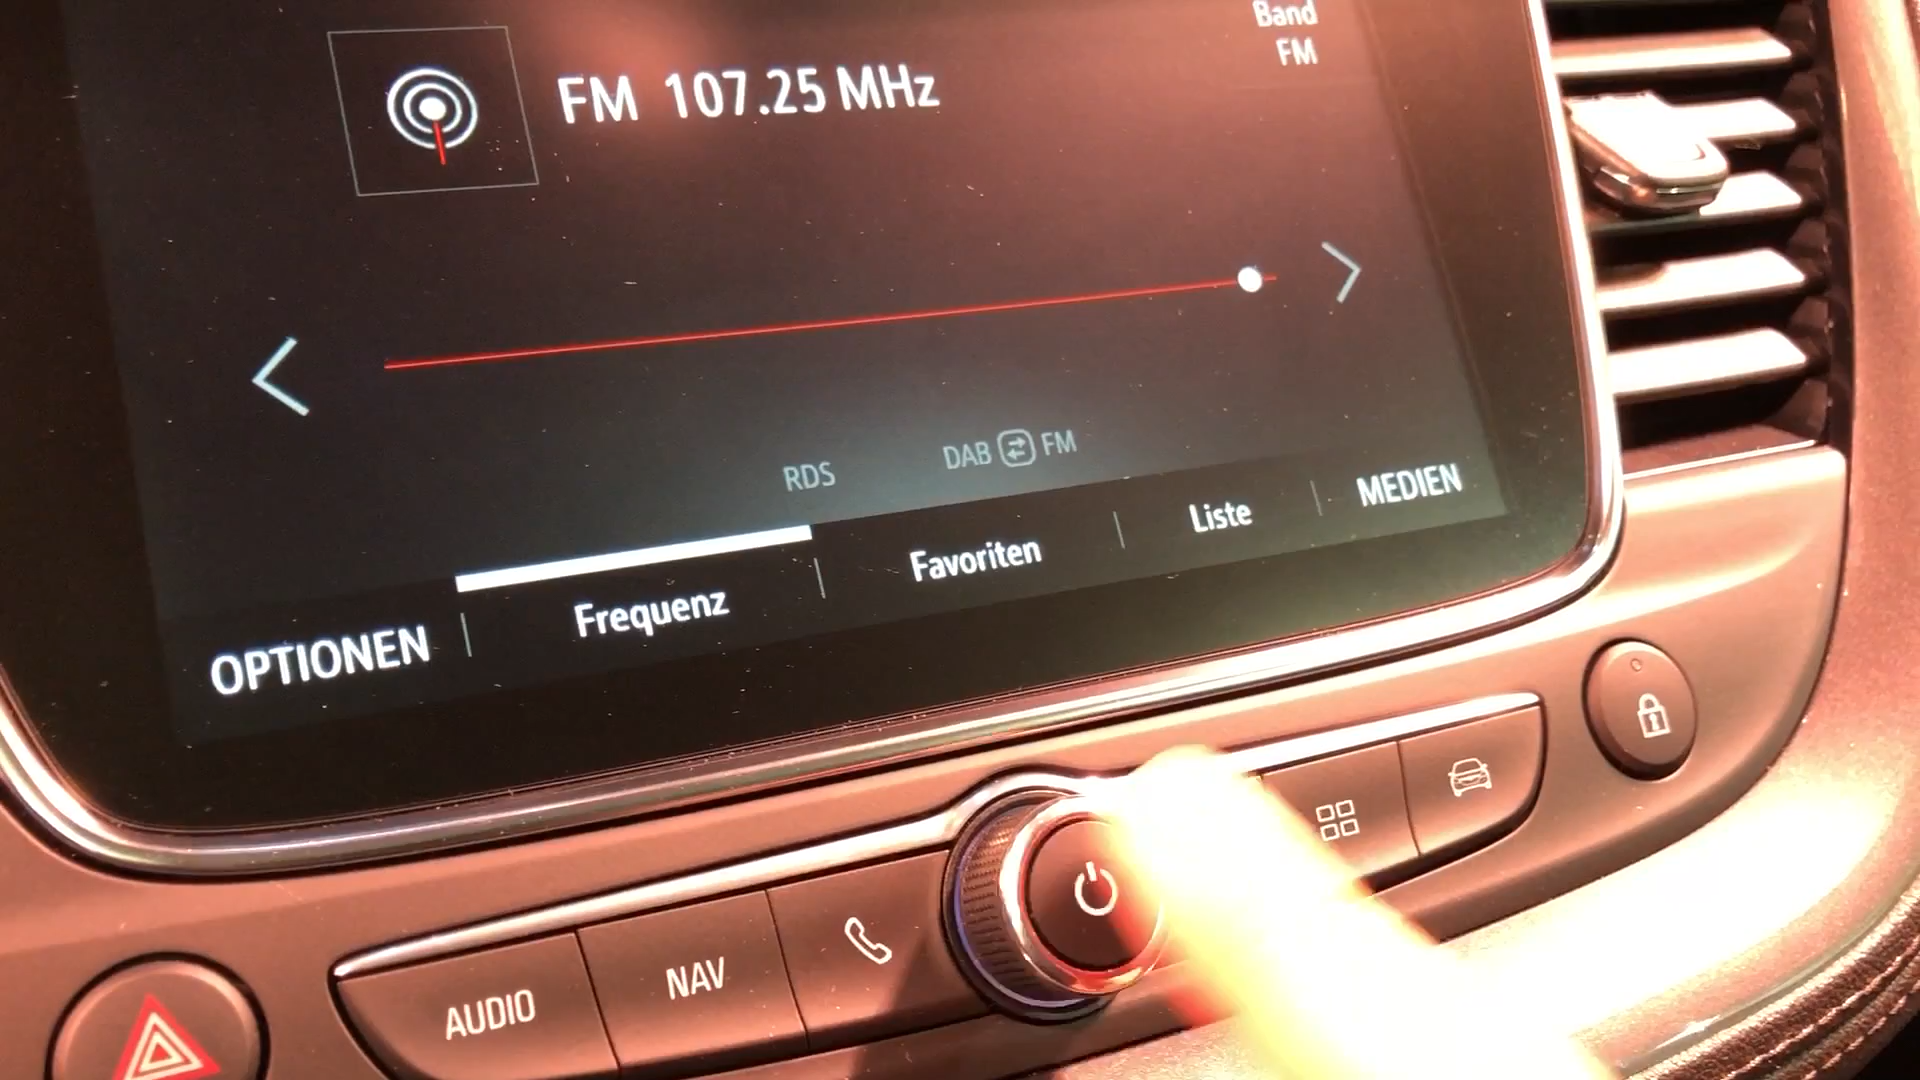 Band
FM
FM 107.25 MHz
RDS
DAB FM
OPTIONEN
Frequenz
Favoriten
Liste
MEDIEN
AUDIO
NAV